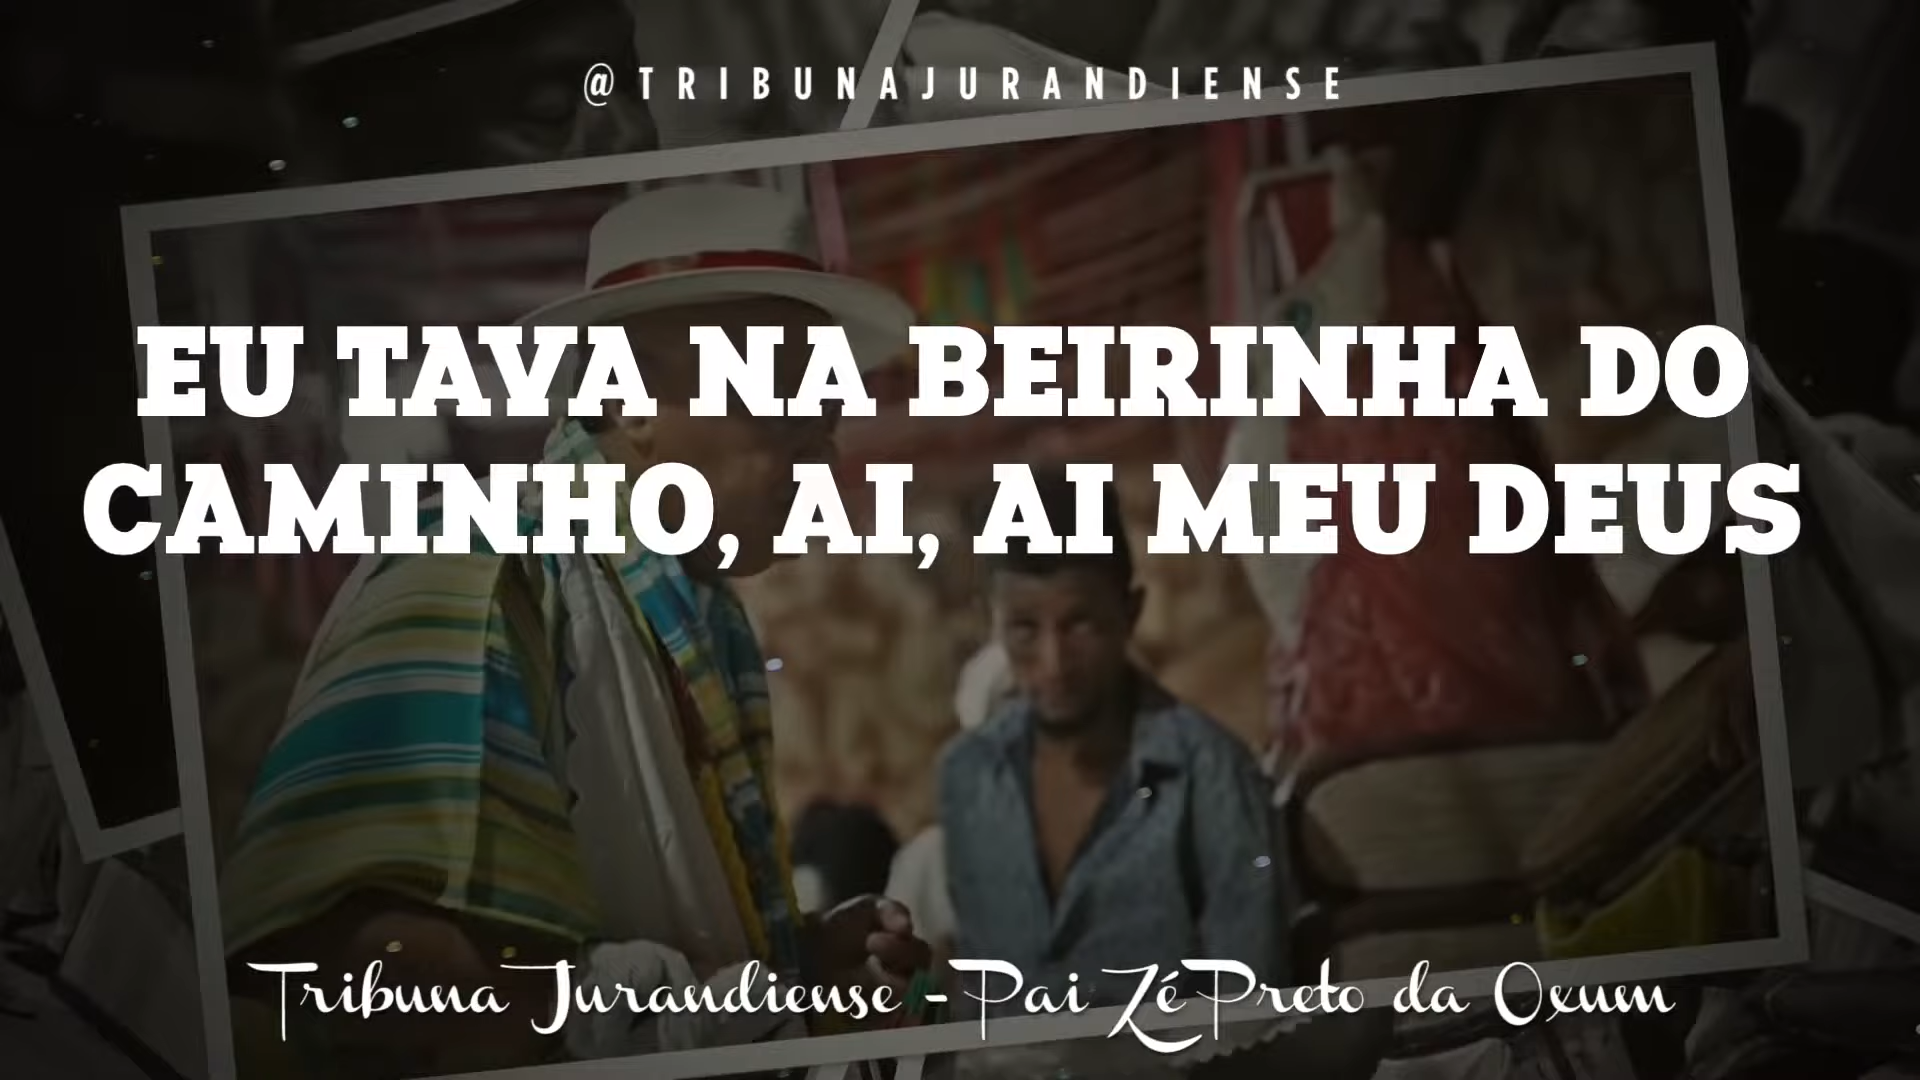 @TRIBUNAJURANDIENSE
EU TAVA NA BEIRINHA DO
CAMINHO, AI, AI MEU DEUS
Tribuna Jurandiense - Pai Zé Preto da Oxum